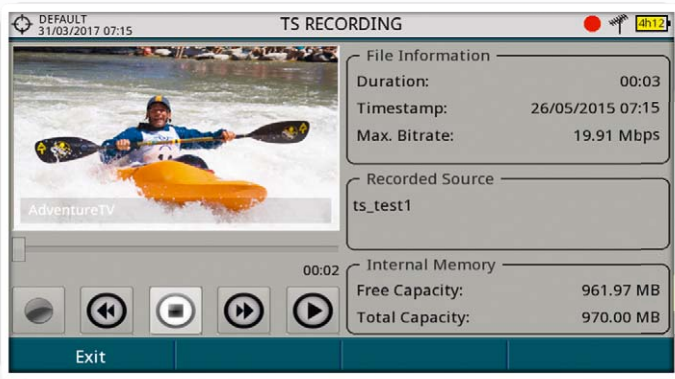 DEFAULT
31/03/2017 07:15
TS RECORDING
4h12
AdventureTV
00:02
File Information
Duration: 00:03
Timestamp: 26/05/2015 07:15
Max. Bitrate: 19.91 Mbps
Recorded Source
ts_test1
Internal Memory
Free Capacity: 961.97 MB
Total Capacity: 970.00 MB
Exit